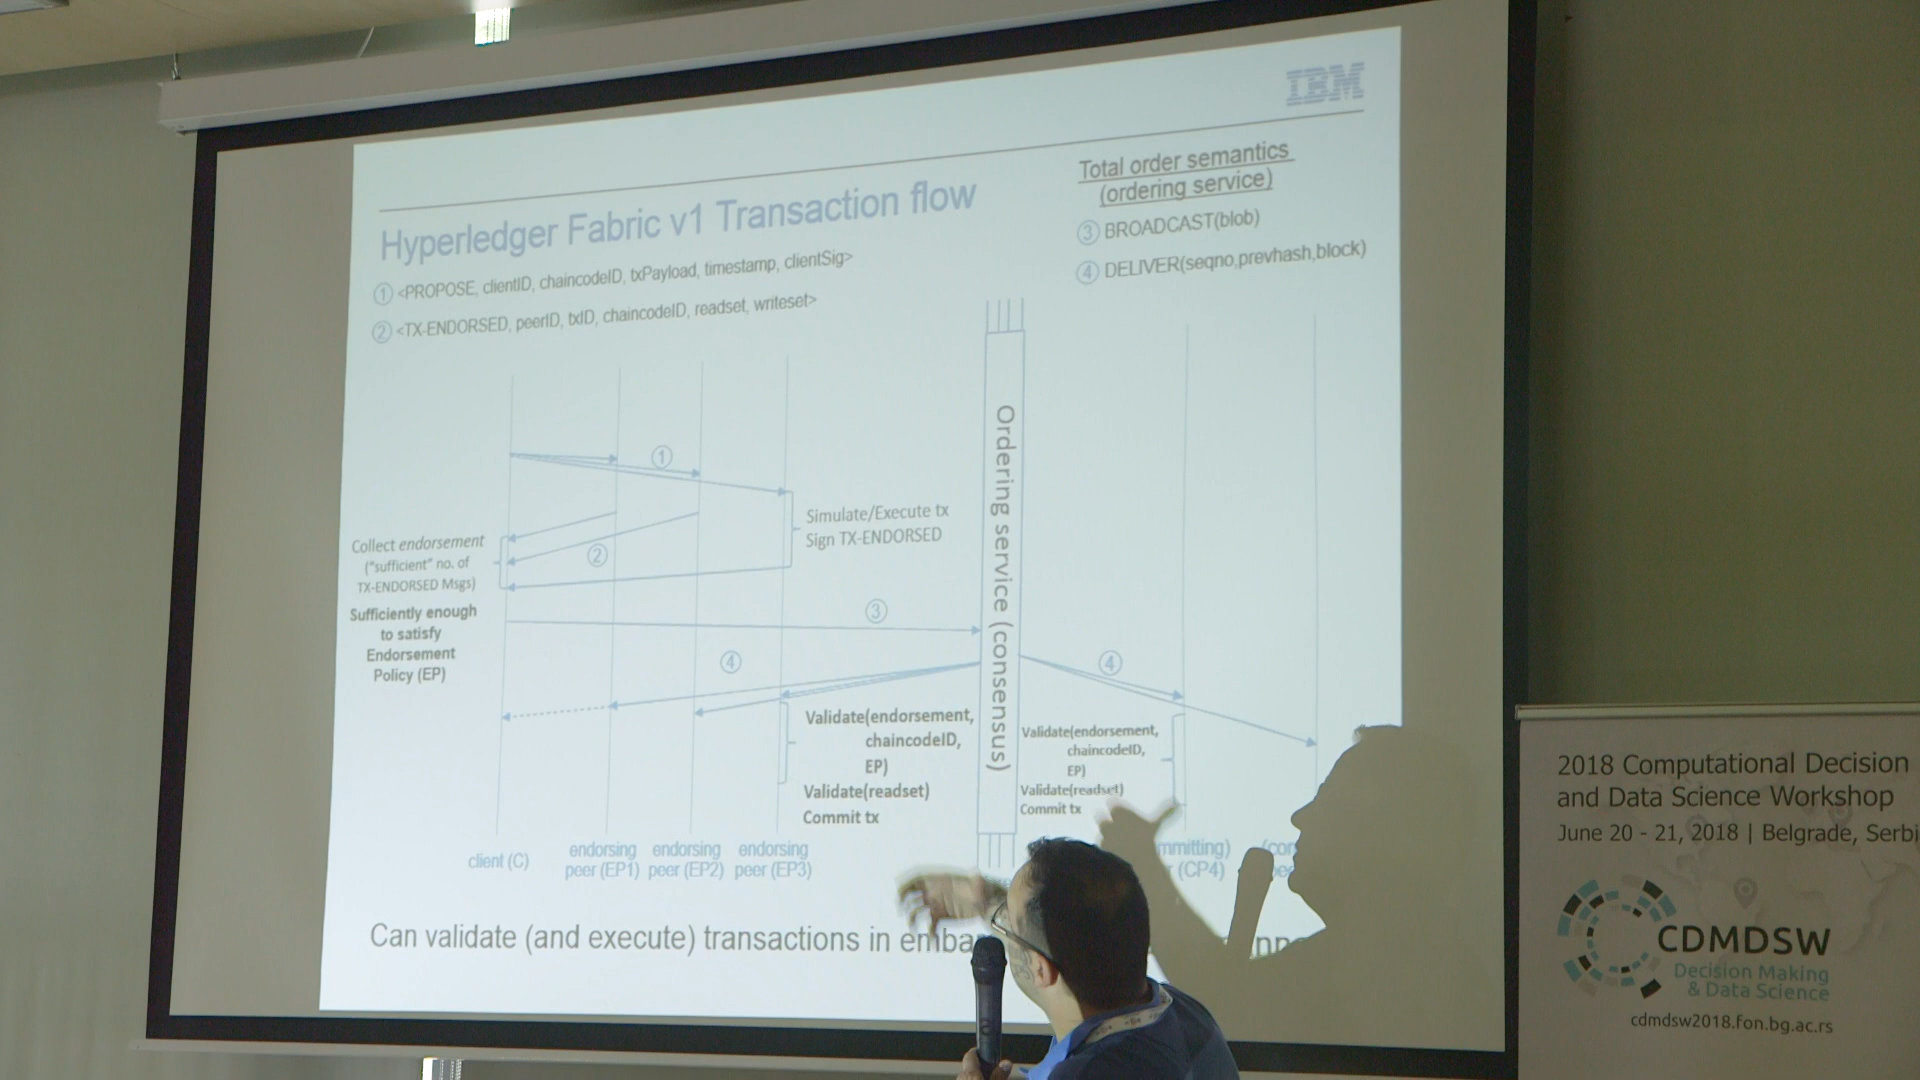 IBM
Total order semantics
(ordering service)
③ BROADCAST(blob)
④ DELIVER(seqno,prevhash,block)
Hyperledger Fabric v1 Transaction flow
① <PROPOSE, clientID, chaincodeID, txPayload, timestamp, clientSig>
② <TX-ENDORSED, peerID, txID, chaincodeID, readset, writeset>
①
Simulate/Execute tx
Sign TX-ENDORSED
Collect endorsement
("sufficient" no. of
TX-ENDORSED Msgs)
②
Sufficiently enough
to satisfy
Endorsement
Policy (EP)
③
④
Ordering service (consensus)
④
Validate(endorsement,
chaincodeID,
EP)
Validate(readset)
Commit tx
Validate(endorsement,
chaincodeID,
EP)
Validate(readset)
Commit tx
client (C)
endorsing
peer (EP1)
endorsing
peer (EP2)
endorsing
peer (EP3)
(CP4)
Can validate (and execute) transactions in
2018 Computational Decision
and Data Science Workshop
June 20 - 21, 2018 | Belgrade,
CDMDSW
Decision Making
& Data Science
cdmdsw2018.fon.bg.ac.rs